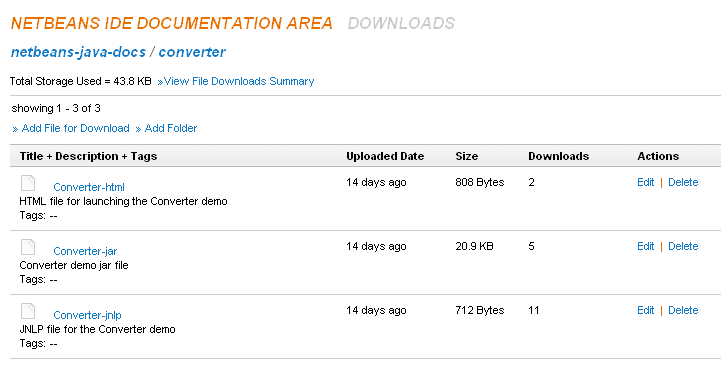 NETBEANS IDE DOCUMENTATION AREA DOWNLOADS
netbeans-java-docs / converter
Total Storage Used = 43.8 KB »View File Downloads Summary
showing 1 - 3 of 3
» Add File for Download » Add Folder
Title + Description + Tags Uploaded Date Size Downloads Actions
Converter-html 14 days ago 808 Bytes 2 Edit | Delete
HTML file for launching the Converter demo
Tags: --
Converter-jar 14 days ago 20.9 KB 5 Edit | Delete
Converter demo jar file
Tags: --
Converter-jnlp 14 days ago 712 Bytes 11 Edit | Delete
JNLP file for the Converter demo
Tags: --